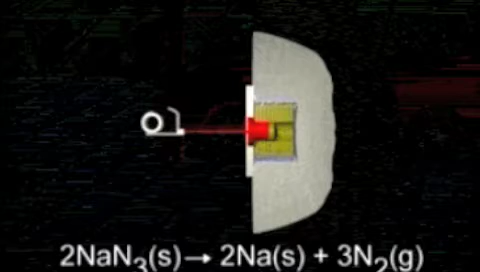 2NaN₃(s)→ 2Na(s) + 3N₂(g)